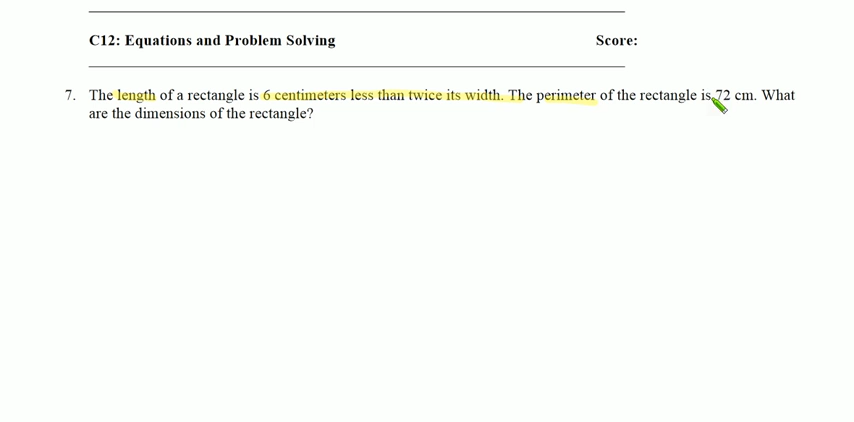 C12: Equations and Problem Solving Score:
7. The length of a rectangle is 6 centimeters less than twice its width. The perimeter of the rectangle is 72 cm. What
are the dimensions of the rectangle?